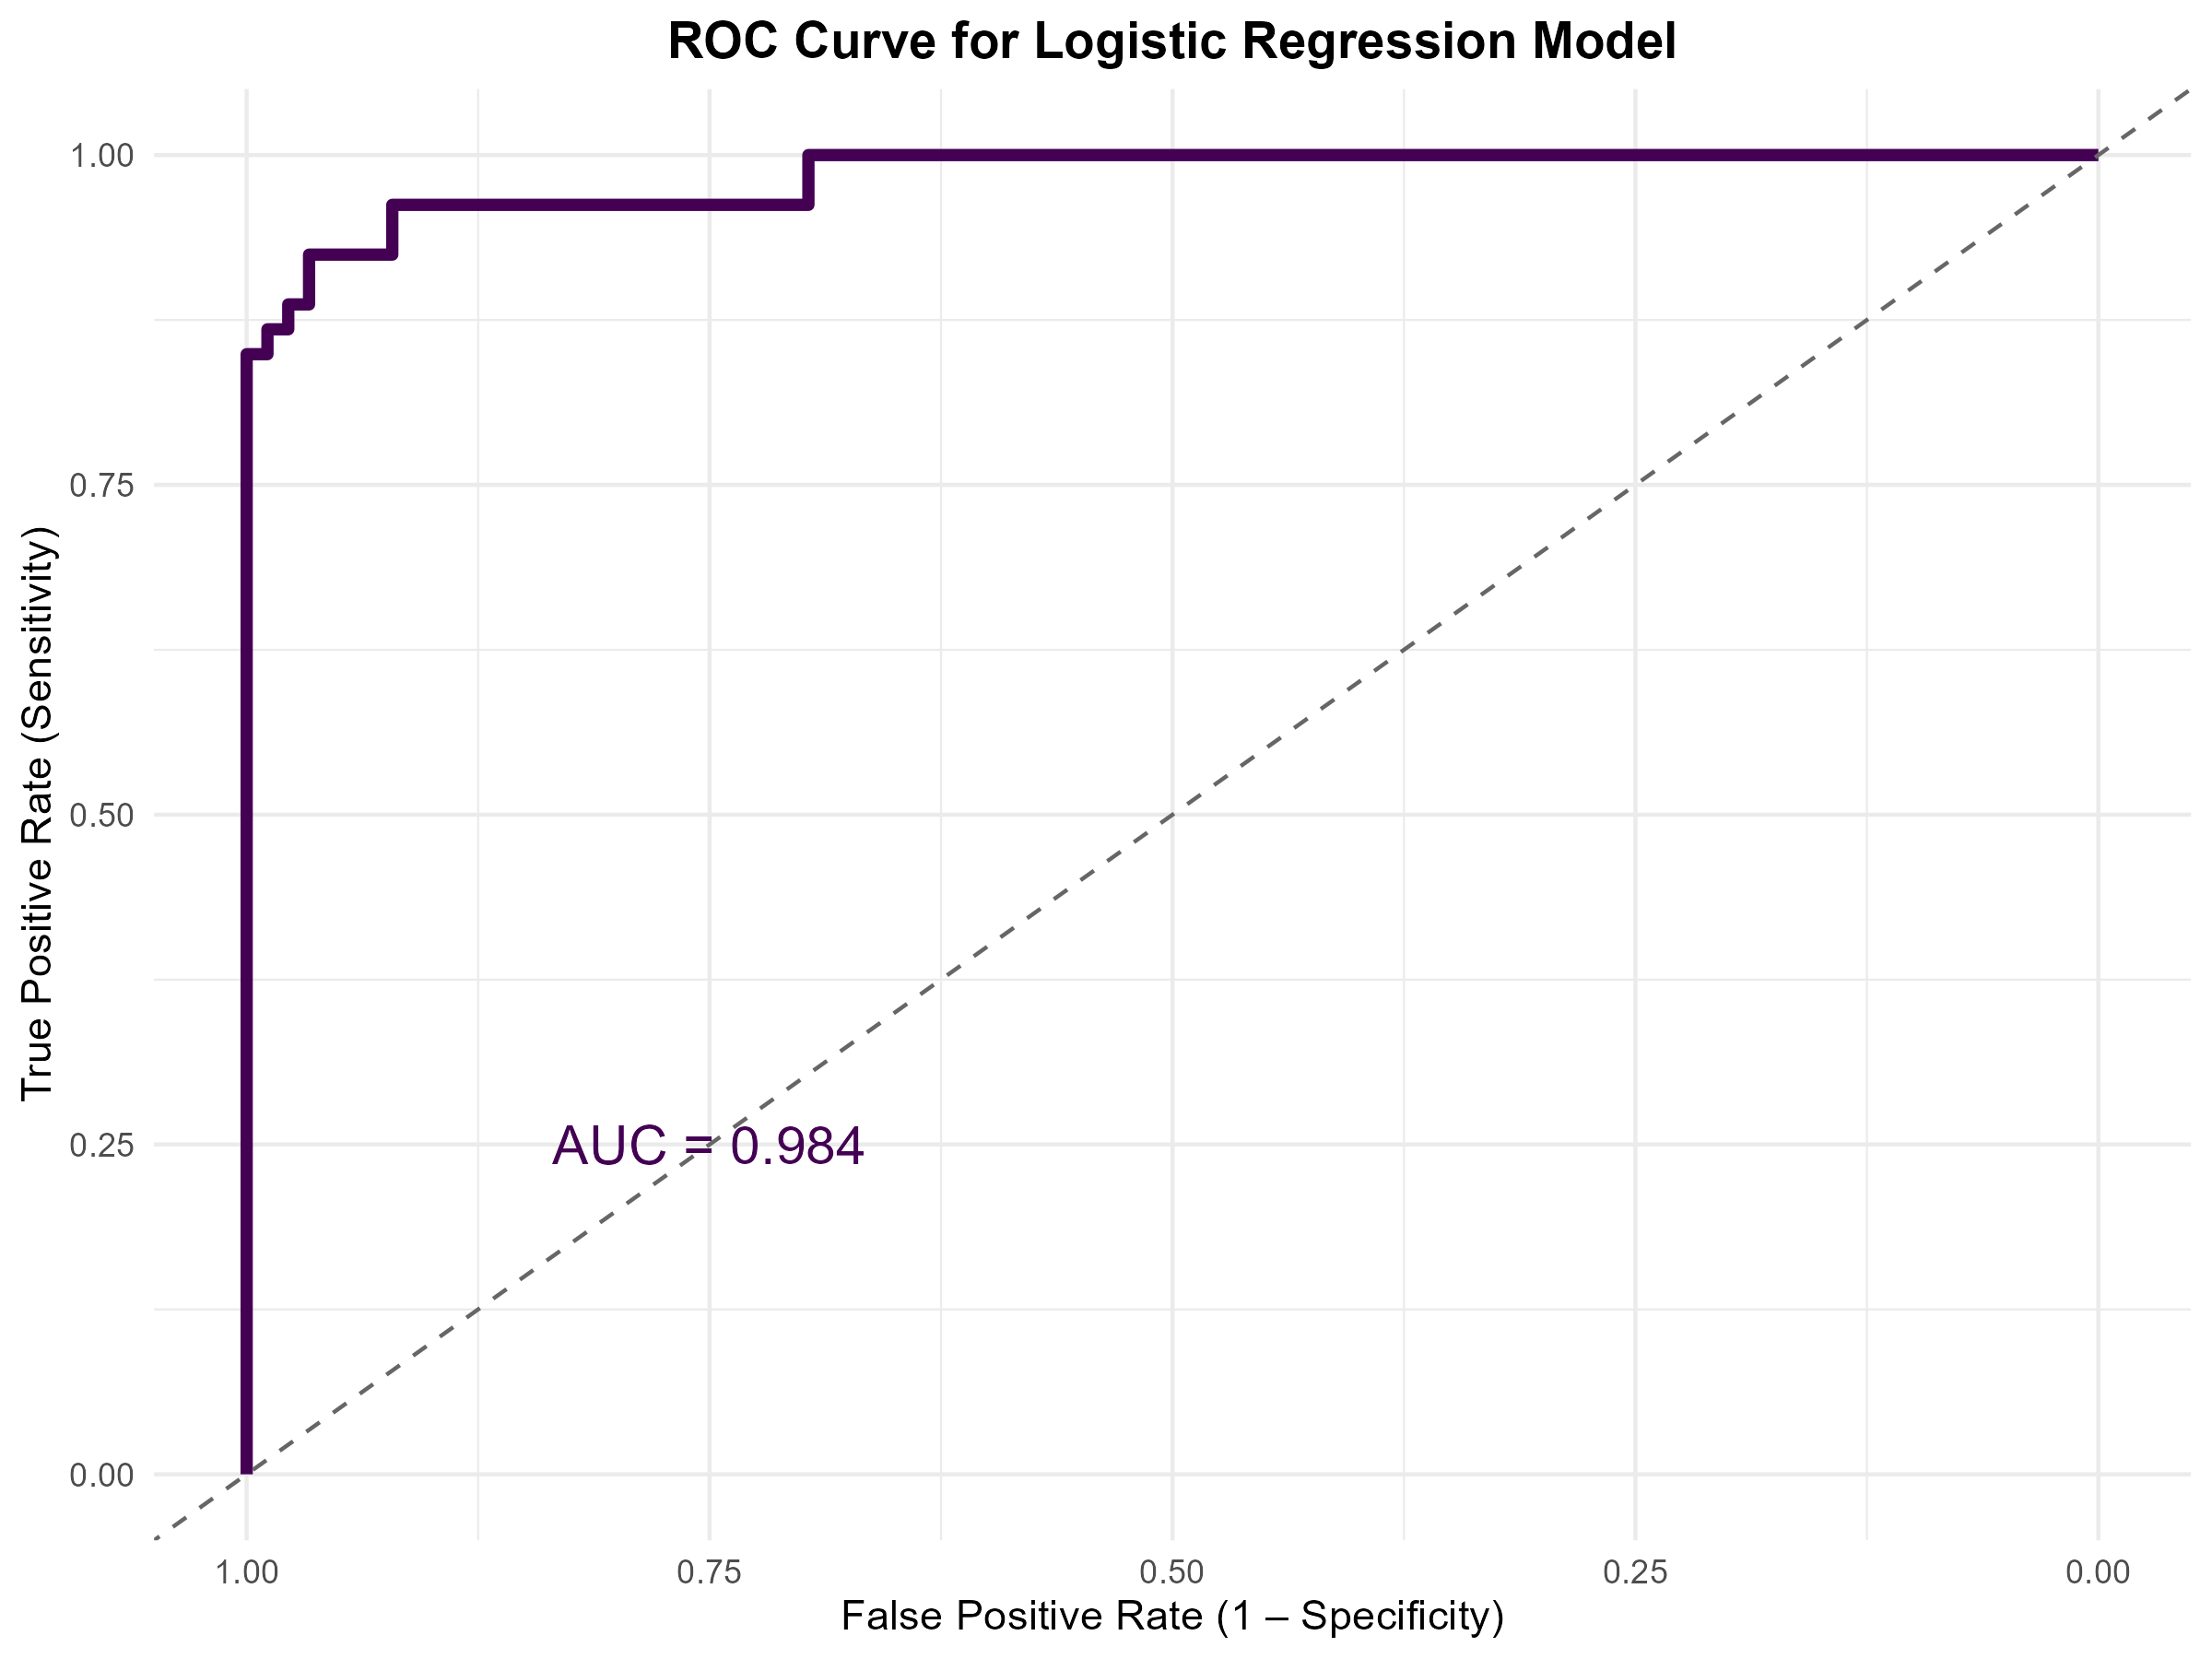 ROC Curve for Logistic Regression Model
True Positive Rate (Sensitivity)
1.00
0.75
0.50
0.25
0.00
AUC = 0.984
1.00 0.75 0.50 0.25 0.00
False Positive Rate (1 – Specificity)